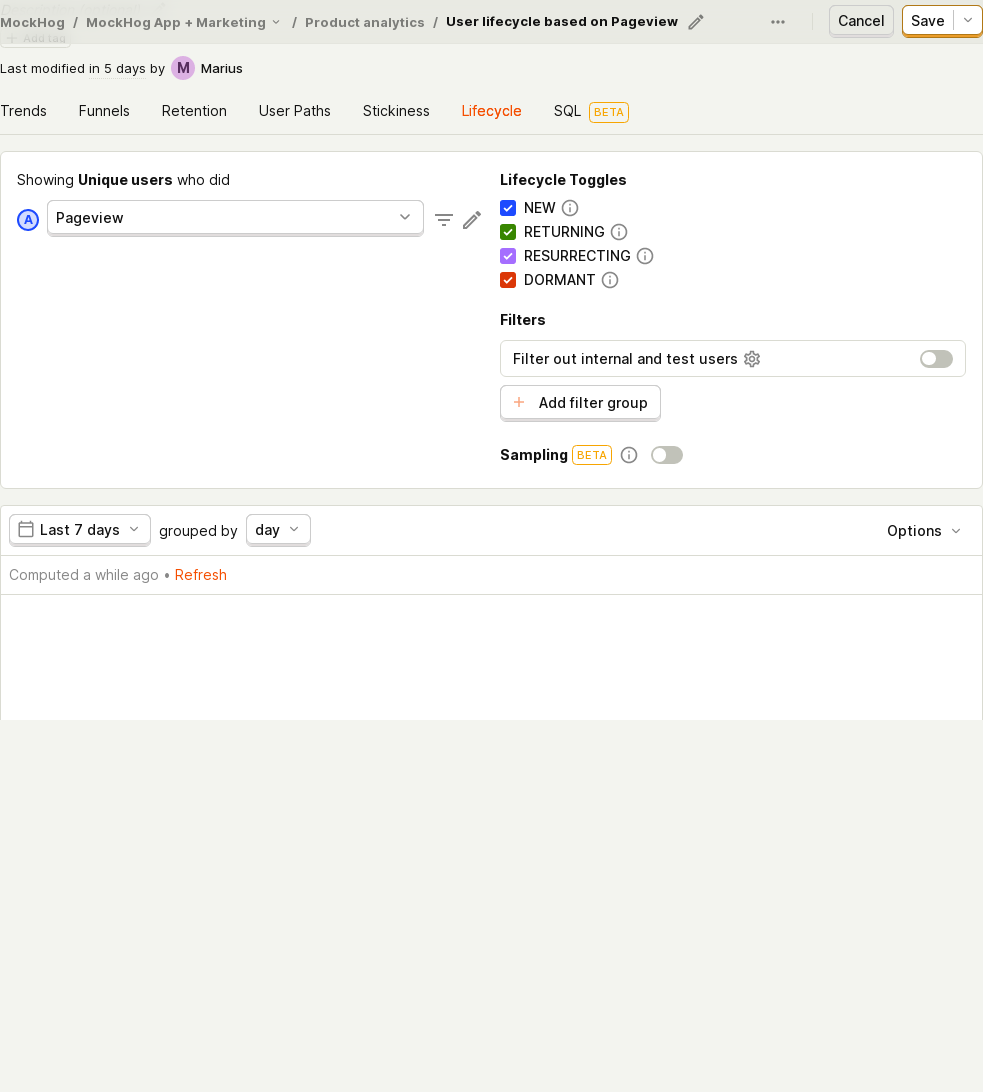 MockHog / MockHog App + Marketing / Product analytics / User lifecycle based on Pageview Cancel Save
Add tag
Last modified in 5 days by M Marius
Trends Funnels Retention User Paths Stickiness Lifecycle SQL BETA
Showing Unique users who did
A Pageview
Lifecycle Toggles
NEW
RETURNING
RESURRECTING
DORMANT
Filters
Filter out internal and test users
+ Add filter group
Sampling BETA
Last 7 days grouped by day Options
Computed a while ago • Refresh